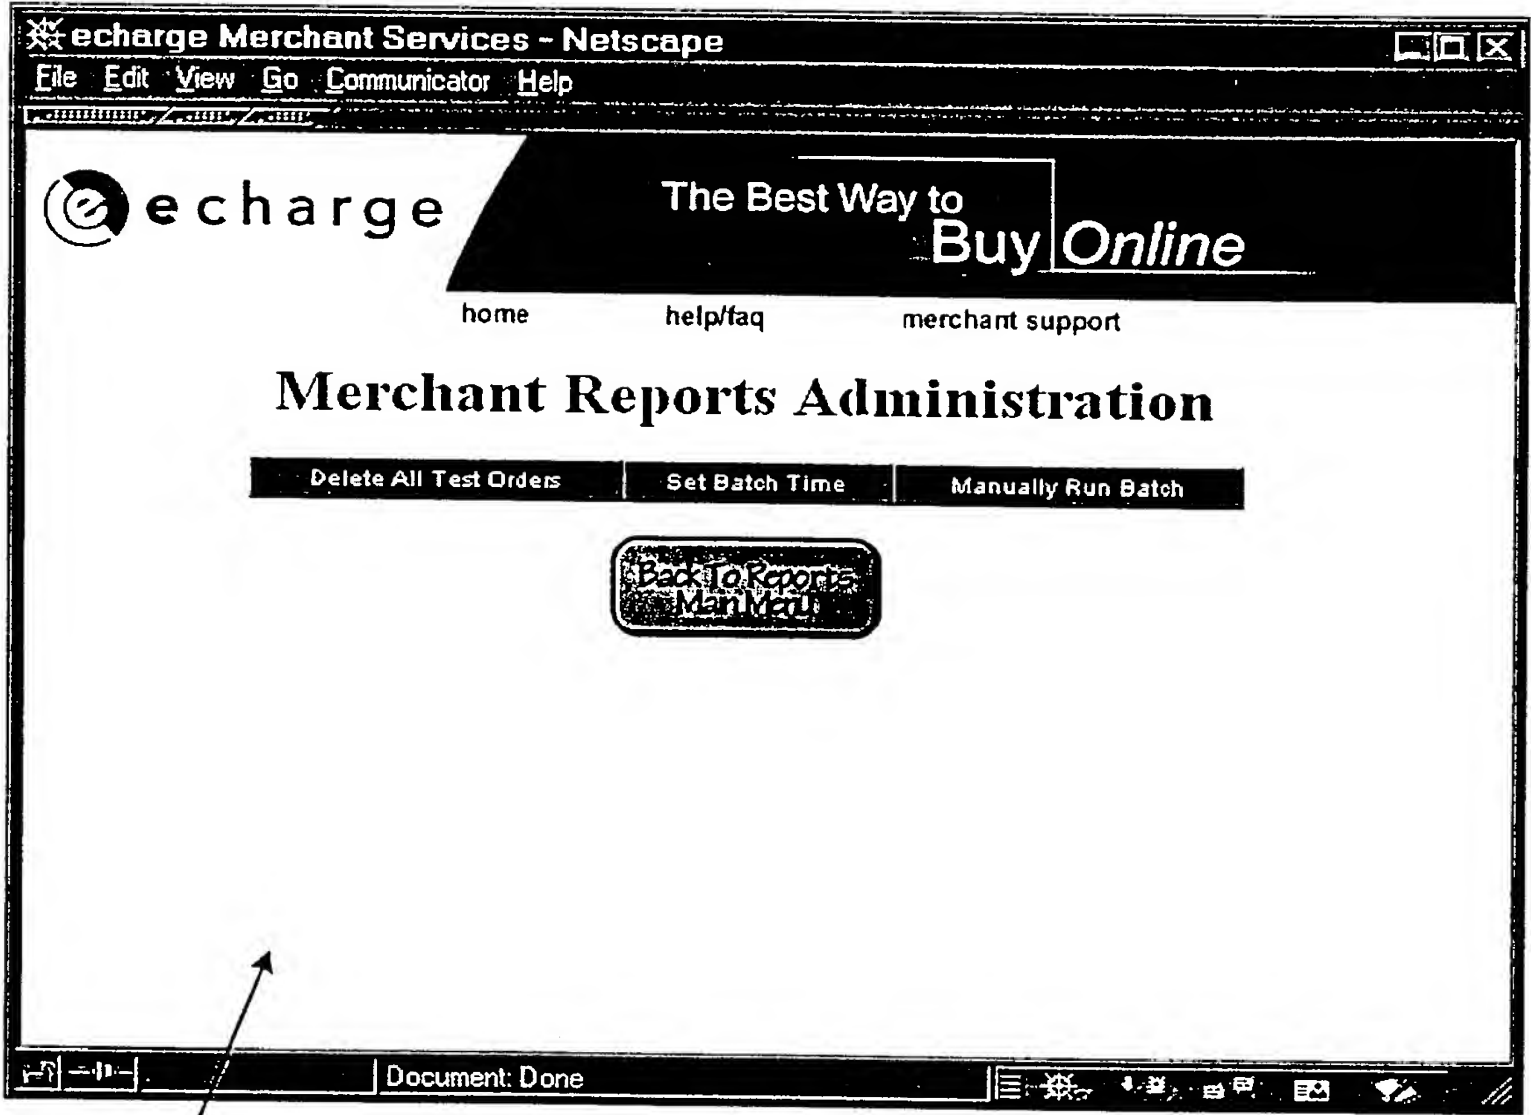 echarge Merchant Services - Netscape
File Edit View Go Communicator Help
echarge
The Best Way to
Buy Online
home help/faq merchant support
Merchant Reports Administration
Delete All Test Orders Set Batch Time Manually Run Batch
Back To Reports
Main Menu
Document: Done